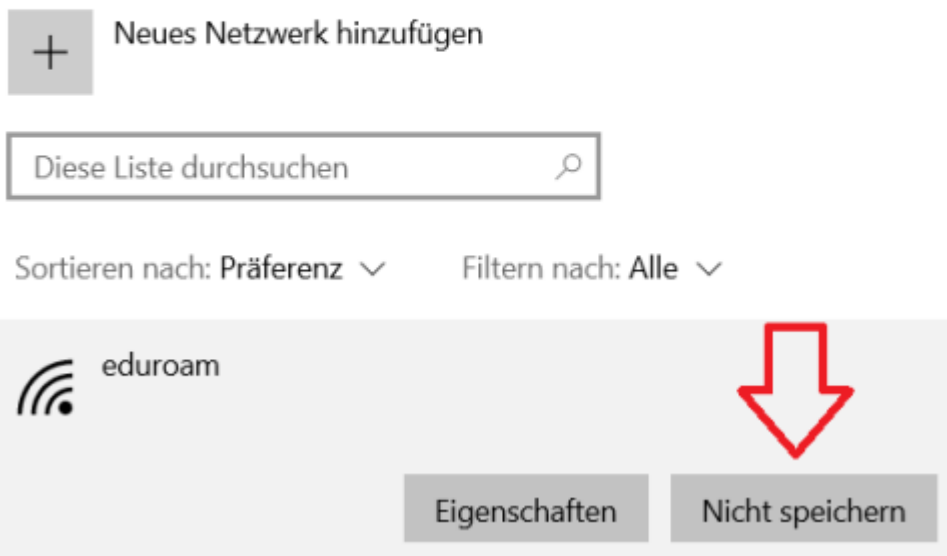 Neues Netzwerk hinzufügen
Diese Liste durchsuchen
Sortieren nach: Präferenz Filtern nach: Alle
eduroam
Eigenschaften Nicht speichern